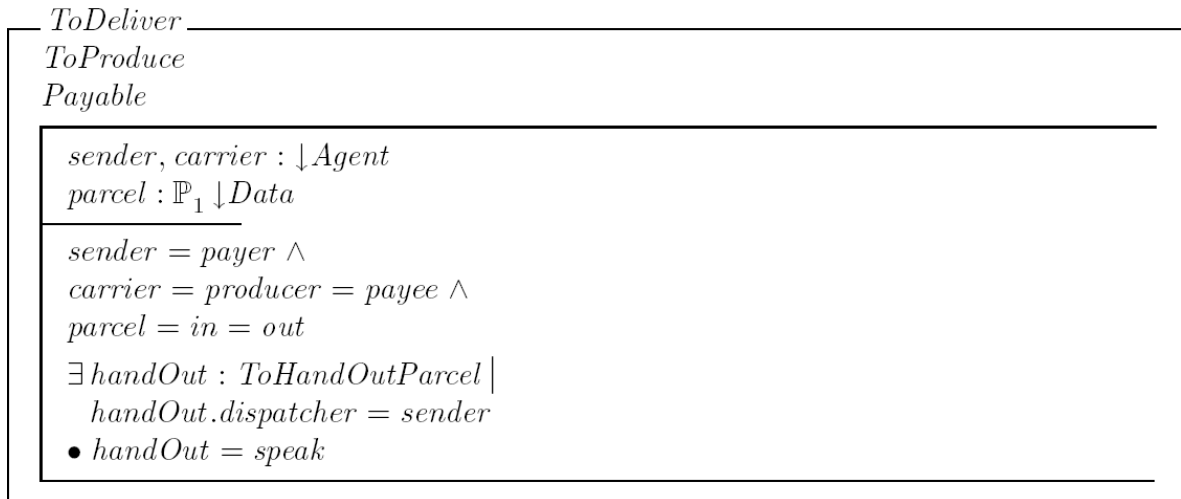 ToDeliver
ToProduce
Payable
sender, carrier : ↓Agent
parcel : ℙ₁ ↓Data
sender = payer ∧
carrier = producer = payee ∧
parcel = in = out
∃ handOut : ToHandOutParcel |
handOut.dispatcher = sender
• handOut = speak